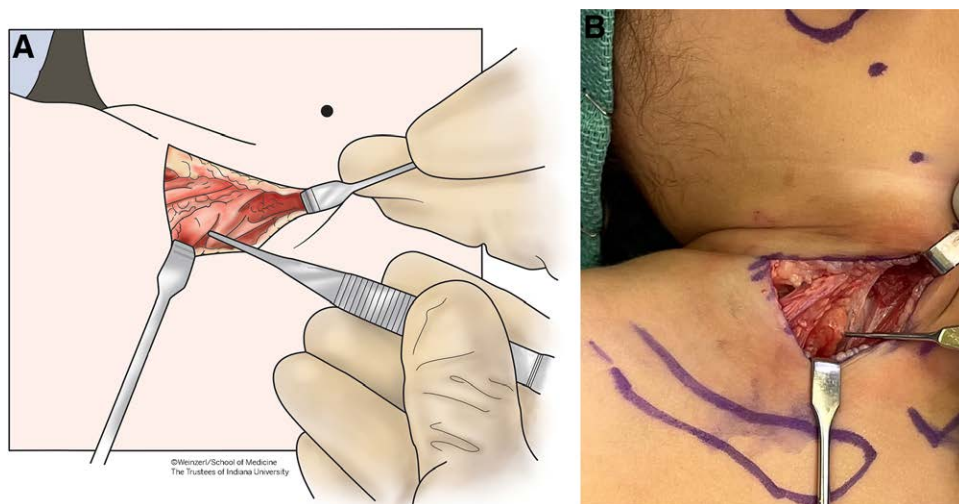 A
B
©Weinzerl/School of Medicine
The Trustees of Indiana University